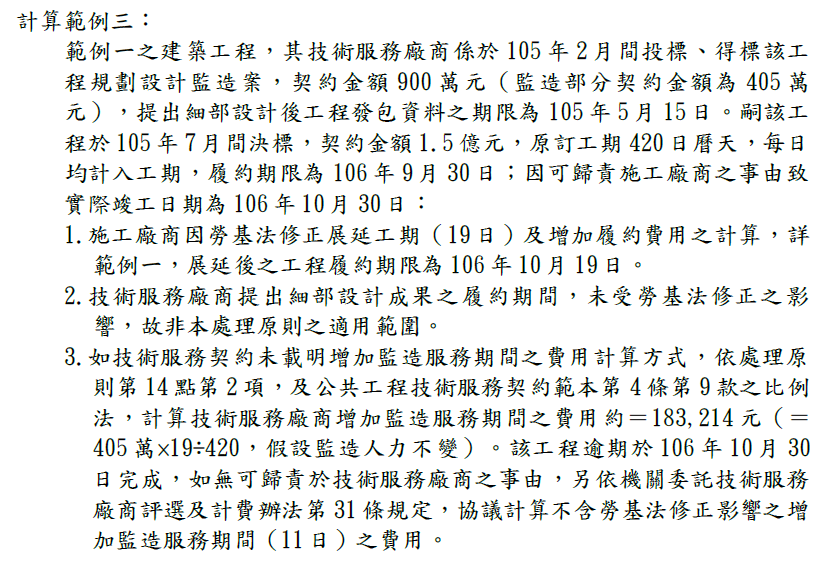 計算範例三：
範例一之建築工程，其技術服務廠商係於 105 年 2 月間投標、得標該工
程規劃設計監造案，契約金額 900 萬元（監造部分契約金額為 405 萬
元），提出細部設計後工程發包資料之期限為 105 年 5 月 15 日。嗣該工
程於 105 年 7 月間決標，契約金額 1.5 億元，原訂工期 420 日曆天，每日
均計入工期，履約期限為 106 年 9 月 30 日；因可歸責施工廠商之事由致
實際竣工日期為 106 年 10 月 30 日：
1.施工廠商因勞基法修正展延工期（19 日）及增加履約費用之計算，詳
範例一，展延後之工程履約期限為 106 年 10 月 19 日。
2.技術服務廠商提出細部設計成果之履約期間，未受勞基法修正之影
響，故非本處理原則之適用範圍。
3.如技術服務契約未載明增加監造服務期間之費用計算方式，依處理原
則第 14 點第 2 項，及公共工程技術服務契約範本第 4 條第 9 款之比例
法，計算技術服務廠商增加監造服務期間之費用約＝183,214 元（＝
405 萬×19÷420，假設監造人力不變）。該工程逾期於 106 年 10 月 30
日完成，如無可歸責於技術服務廠商之事由，另依機關委託技術服務
廠商評選及計費辦法第 31 條規定，協議計算不含勞基法修正影響之增
加監造服務期間（11 日）之費用。